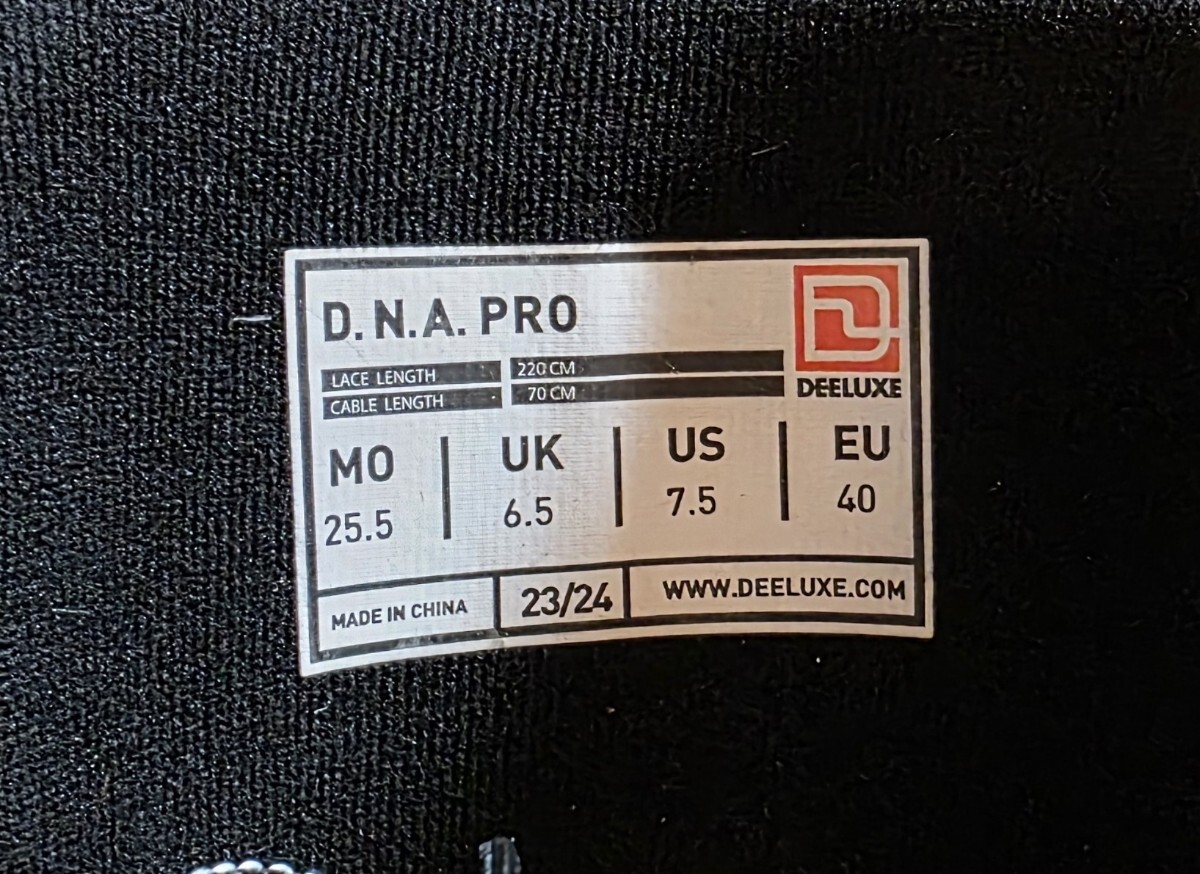 D.N.A. PRO
LACE LENGTH 220 CM
CABLE LENGTH 70 CM
DEELUXE
MO UK US EU
25.5 6.5 7.5 40
MADE IN CHINA 23/24 WWW.DEELUXE.COM